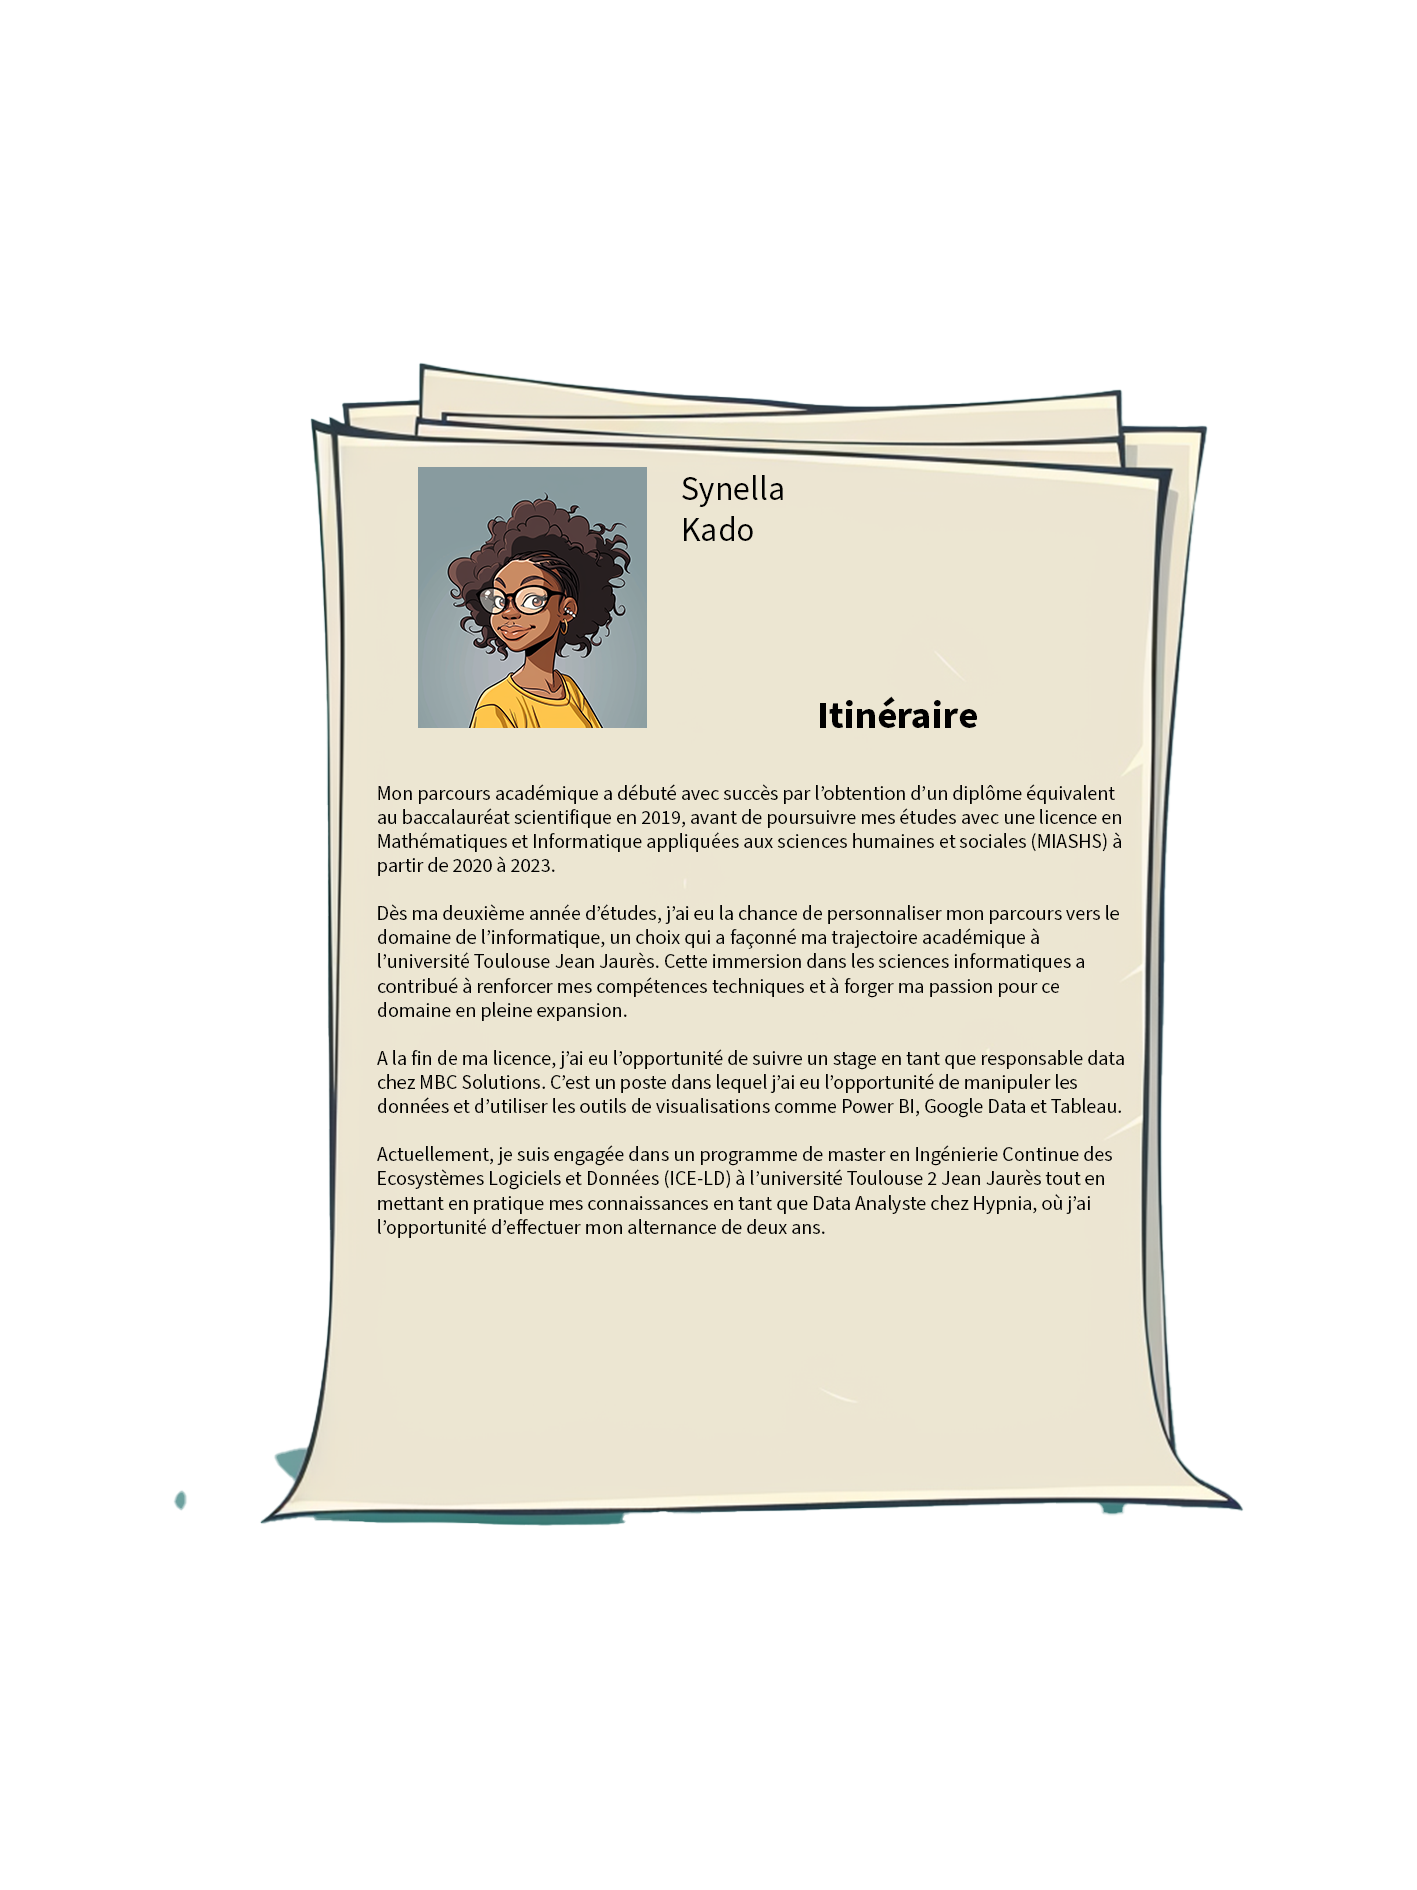 Synella
Kado
Itinéraire
Mon parcours académique a débuté avec succès par l’obtention d’un diplôme équivalent
au baccalauréat scientifique en 2019, avant de poursuivre mes études avec une licence en
Mathématiques et Informatique appliquées aux sciences humaines et sociales (MIASHS) à
partir de 2020 à 2023.
Dès ma deuxième année d’études, j’ai eu la chance de personnaliser mon parcours vers le
domaine de l’informatique, un choix qui a façonné ma trajectoire académique à
l’université Toulouse Jean Jaurès. Cette immersion dans les sciences informatiques a
contribué à renforcer mes compétences techniques et à forger ma passion pour ce
domaine en pleine expansion.
A la fin de ma licence, j’ai eu l’opportunité de suivre un stage en tant que responsable data
chez MBC Solutions. C’est un poste dans lequel j’ai eu l’opportunité de manipuler les
données et d’utiliser les outils de visualisations comme Power BI, Google Data et Tableau.
Actuellement, je suis engagée dans un programme de master en Ingénierie Continue des
Ecosystèmes Logiciels et Données (ICE-LD) à l’université Toulouse 2 Jean Jaurès tout en
mettant en pratique mes connaissances en tant que Data Analyste chez Hypnia, où j’ai
l’opportunité d’effectuer mon alternance de deux ans.